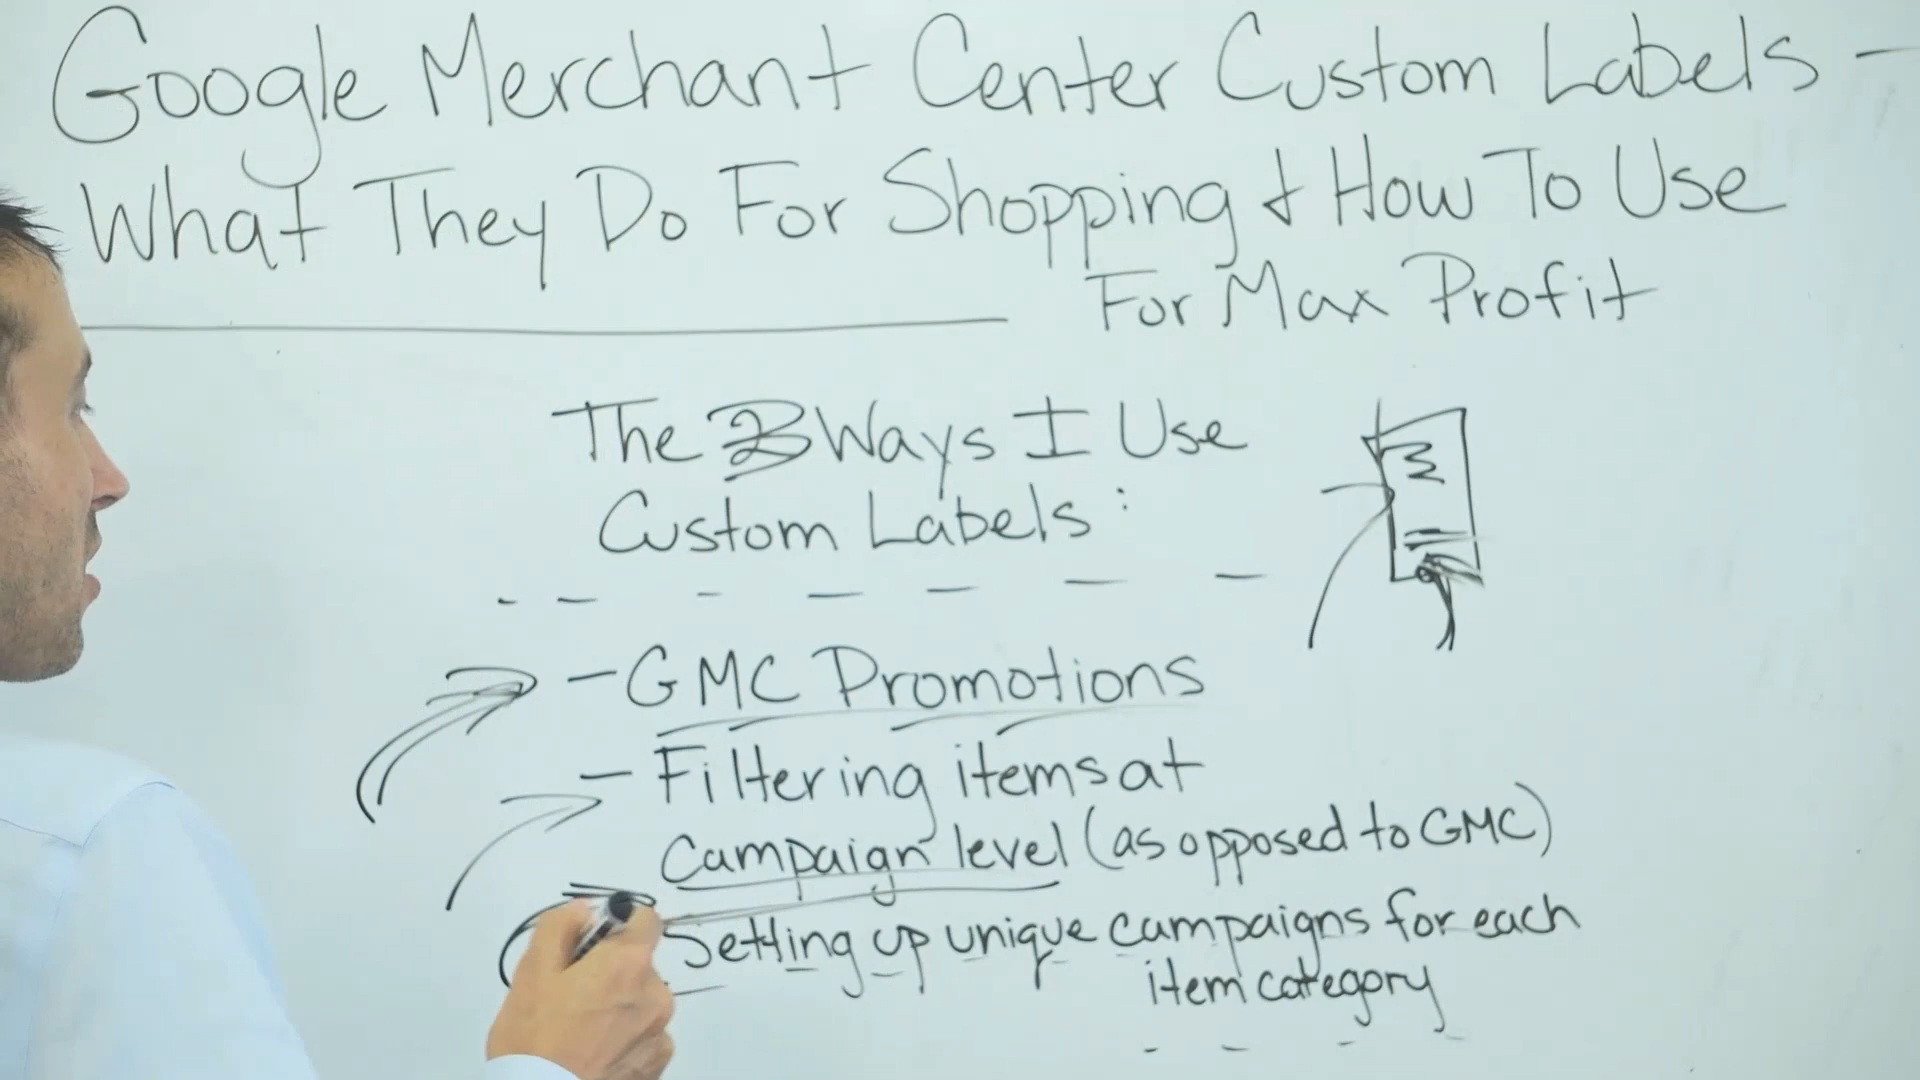 Google Merchant Center Custom Labels -
What They Do For Shopping & How To Use
For Max Profit
The 3 Ways I Use
Custom Labels:
- GMC Promotions
- Filtering items at
Campaign level (as opposed to GMC)
Setting up unique campaigns for each
item category